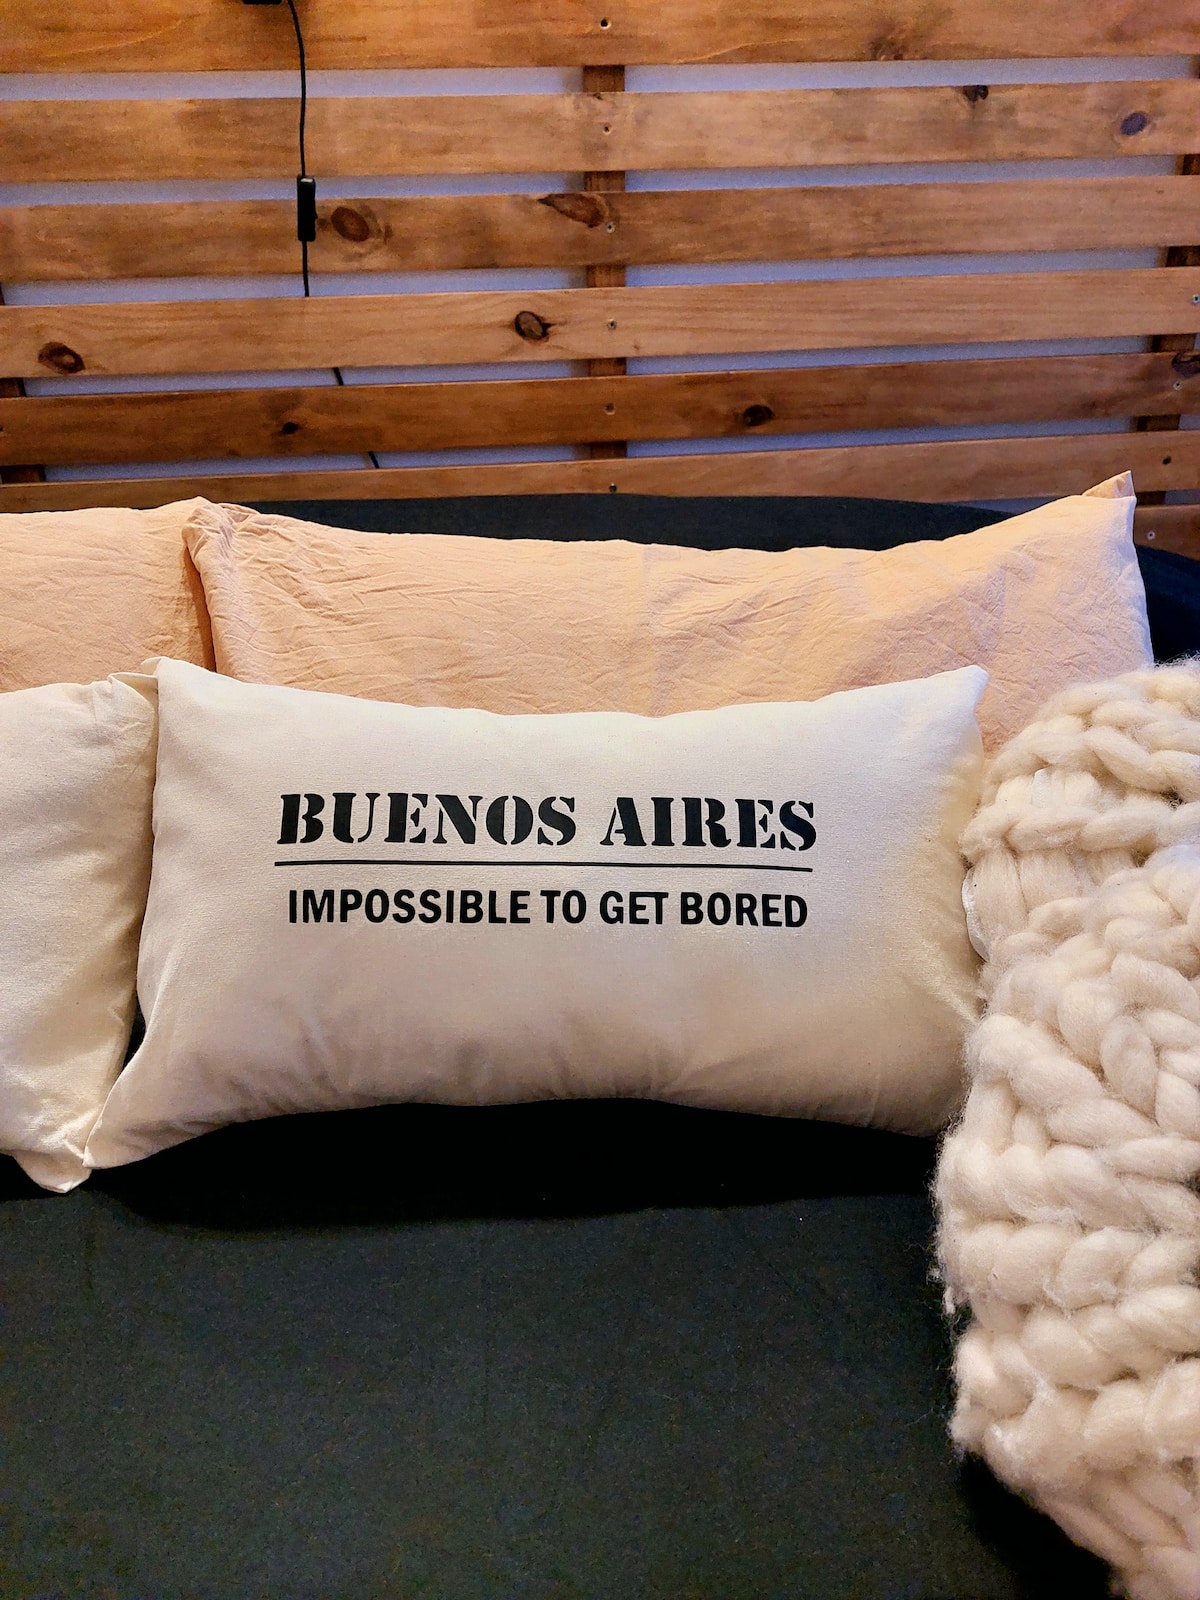 BUENOS AIRES
IMPOSSIBLE TO GET BORED